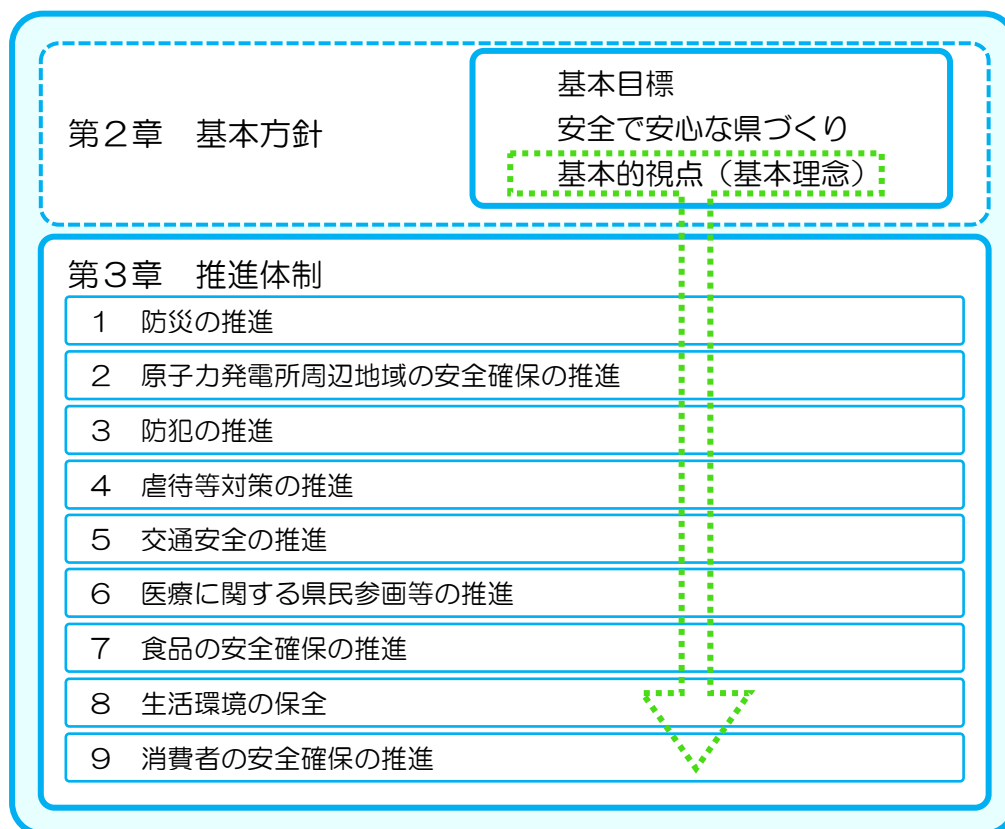 第２章　基本方針
基本目標
安全で安心な県づくり
基本的視点（基本理念）
第３章　推進体制
１　防災の推進
２　原子力発電所周辺地域の安全確保の推進
３　防犯の推進
４　虐待等対策の推進
５　交通安全の推進
６　医療に関する県民参画等の推進
７　食品の安全確保の推進
８　生活環境の保全
９　消費者の安全確保の推進